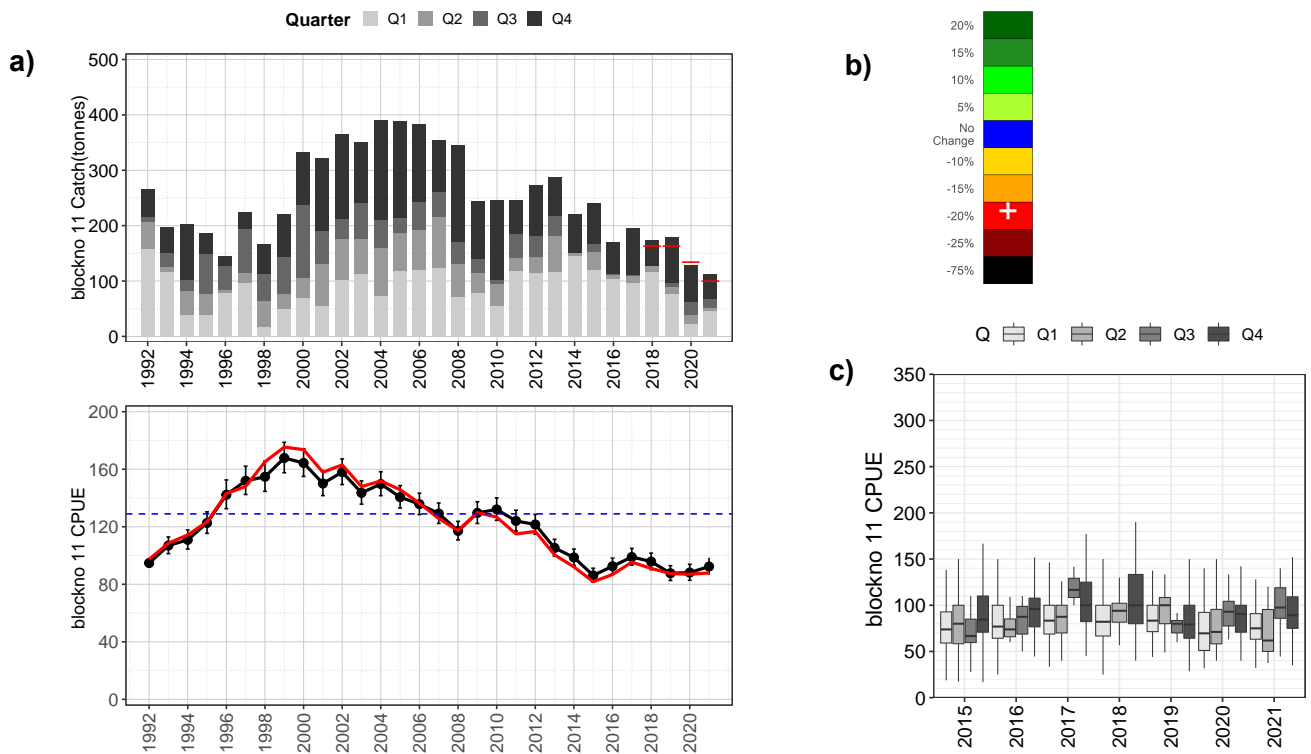 Quarter Q1 Q2 Q3 Q4
a)
blockno 11 Catch(tonnes)
500
400
300
200
100
0
1992 1994 1996 1998 2000 2002 2004 2006 2008 2010 2012 2014 2016 2018 2020
blockno 11 CPUE
200
160
120
80
40
0
1992 1994 1996 1998 2000 2002 2004 2006 2008 2010 2012 2014 2016 2018 2020
b)
20%
15%
10%
5%
No
Change
-10%
-15%
-20%
-25%
-75%
Q Q1 Q2 Q3 Q4
c)
blockno 11 CPUE
350
300
250
200
150
100
50
0
2015 2016 2017 2018 2019 2020 2021